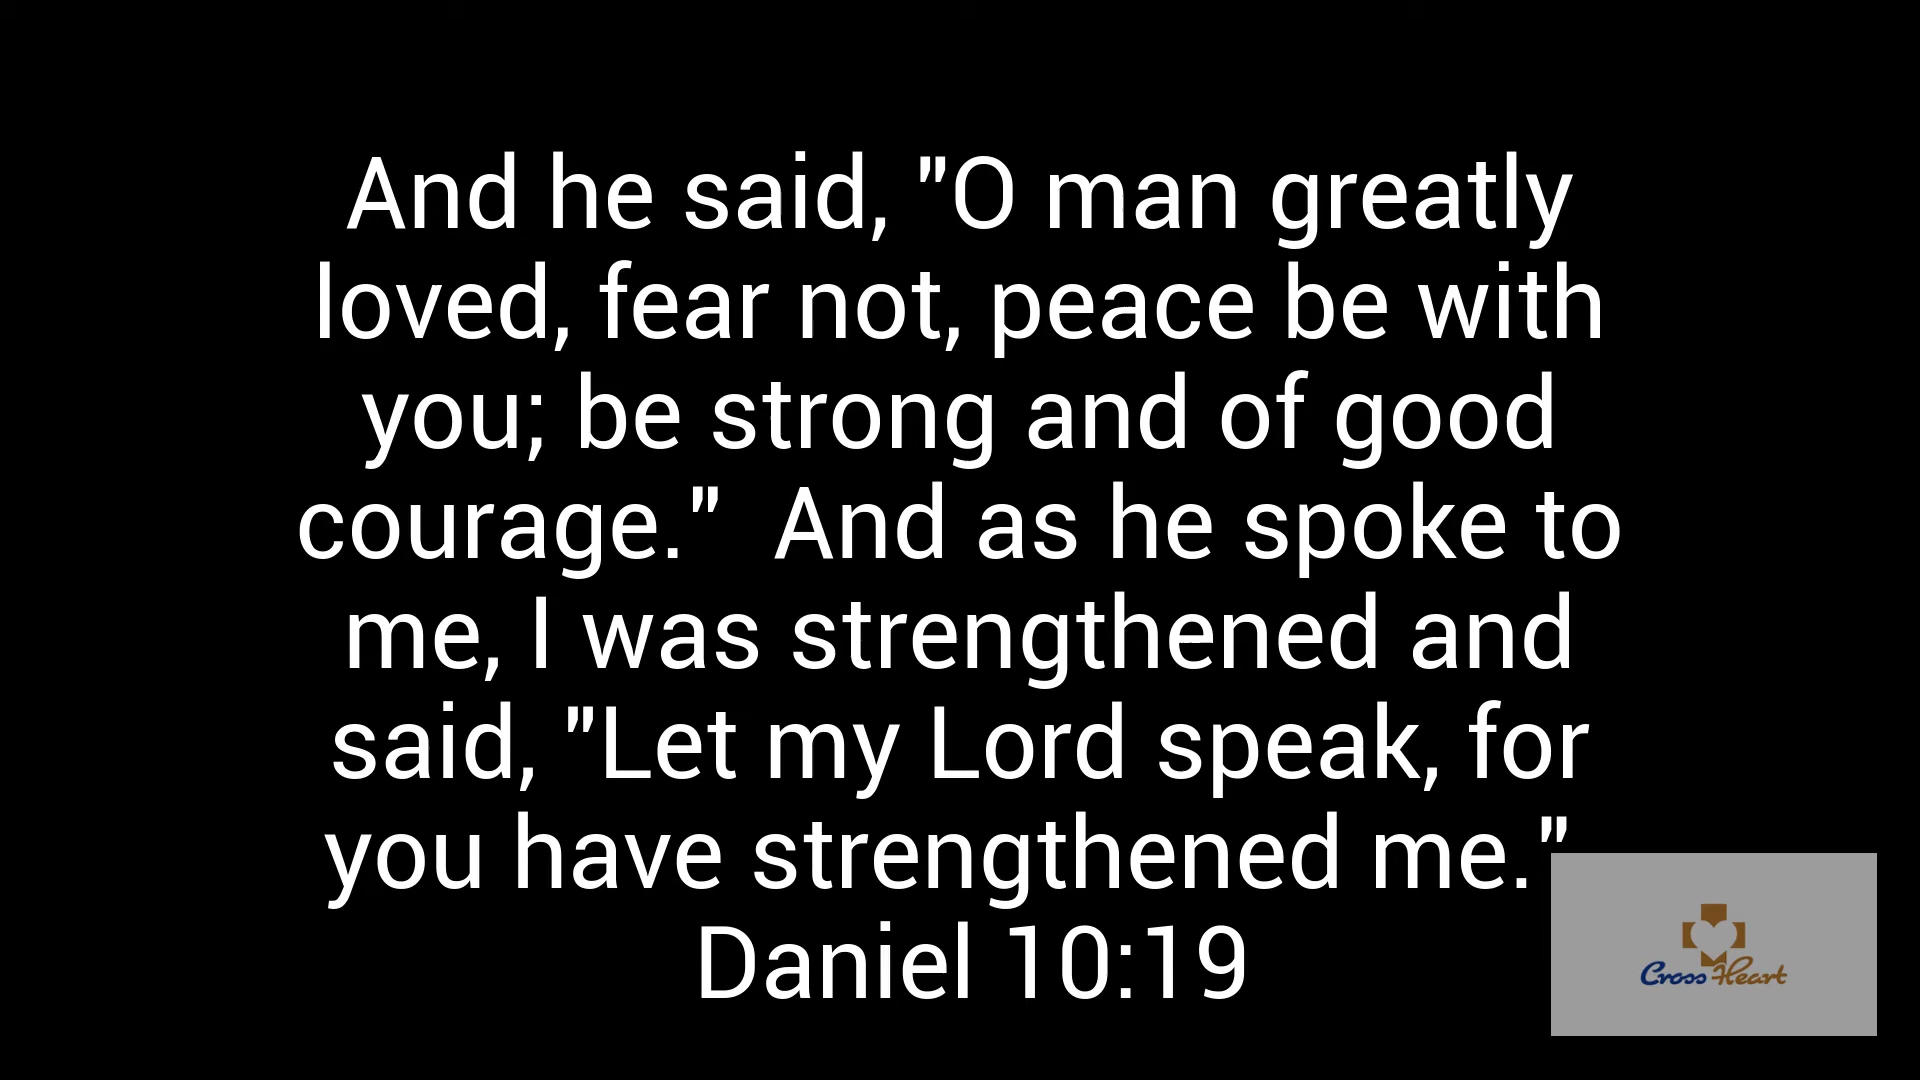 And he said, "O man greatly
loved, fear not, peace be with
you; be strong and of good
courage."  And as he spoke to
me, I was strengthened and
said, "Let my Lord speak, for
you have strengthened me."
Daniel 10:19
Cross Heart